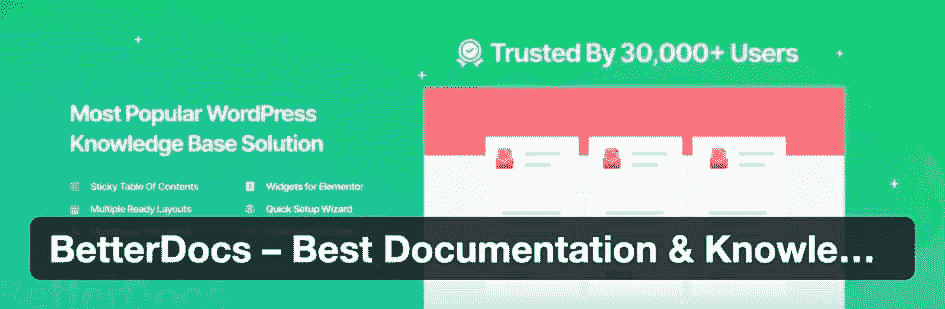 Trusted By 30,000+ Users
Most Popular WordPress
Knowledge Base Solution
Sticky Table Of Contents
Widgets for Elementor
Multiple Ready Layouts
Quick Setup Wizard
BetterDocs – Best Documentation & Knowle...
BetterDocs